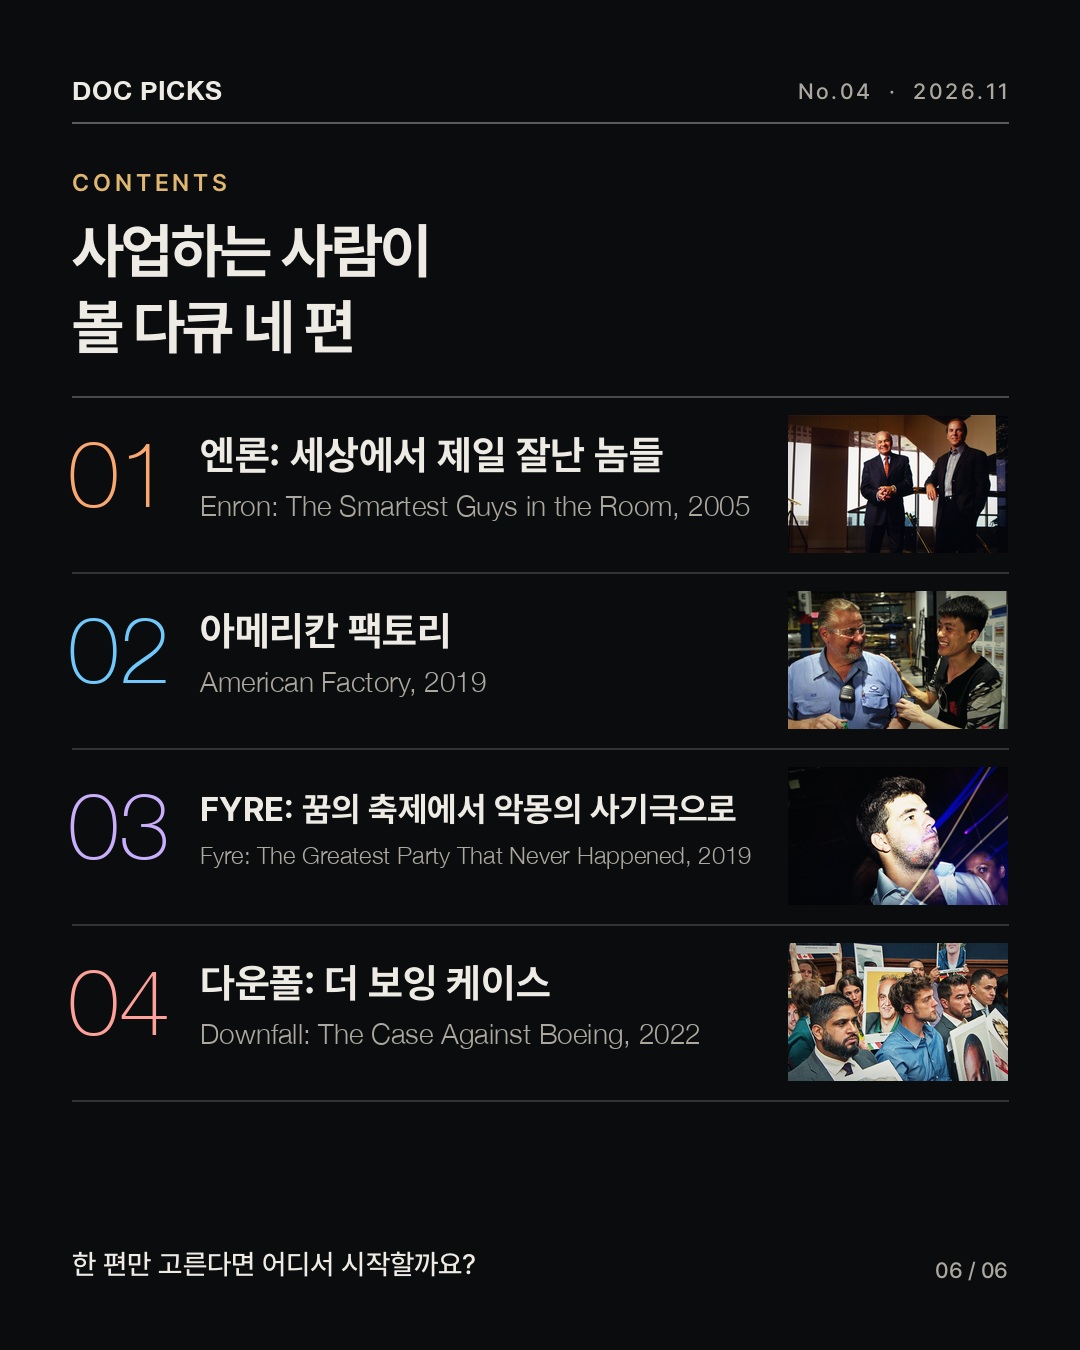 DOC PICKS
No.04 · 2026.11
CONTENTS
사업하는 사람이
볼 다큐 네 편
01
엔론: 세상에서 제일 잘난 놈들
Enron: The Smartest Guys in the Room, 2005
02
아메리칸 팩토리
American Factory, 2019
03
FYRE: 꿈의 축제에서 악몽의 사기극으로
Fyre: The Greatest Party That Never Happened, 2019
04
다운폴: 더 보잉 케이스
Downfall: The Case Against Boeing, 2022
한 편만 고른다면 어디서 시작할까요?
06 / 06